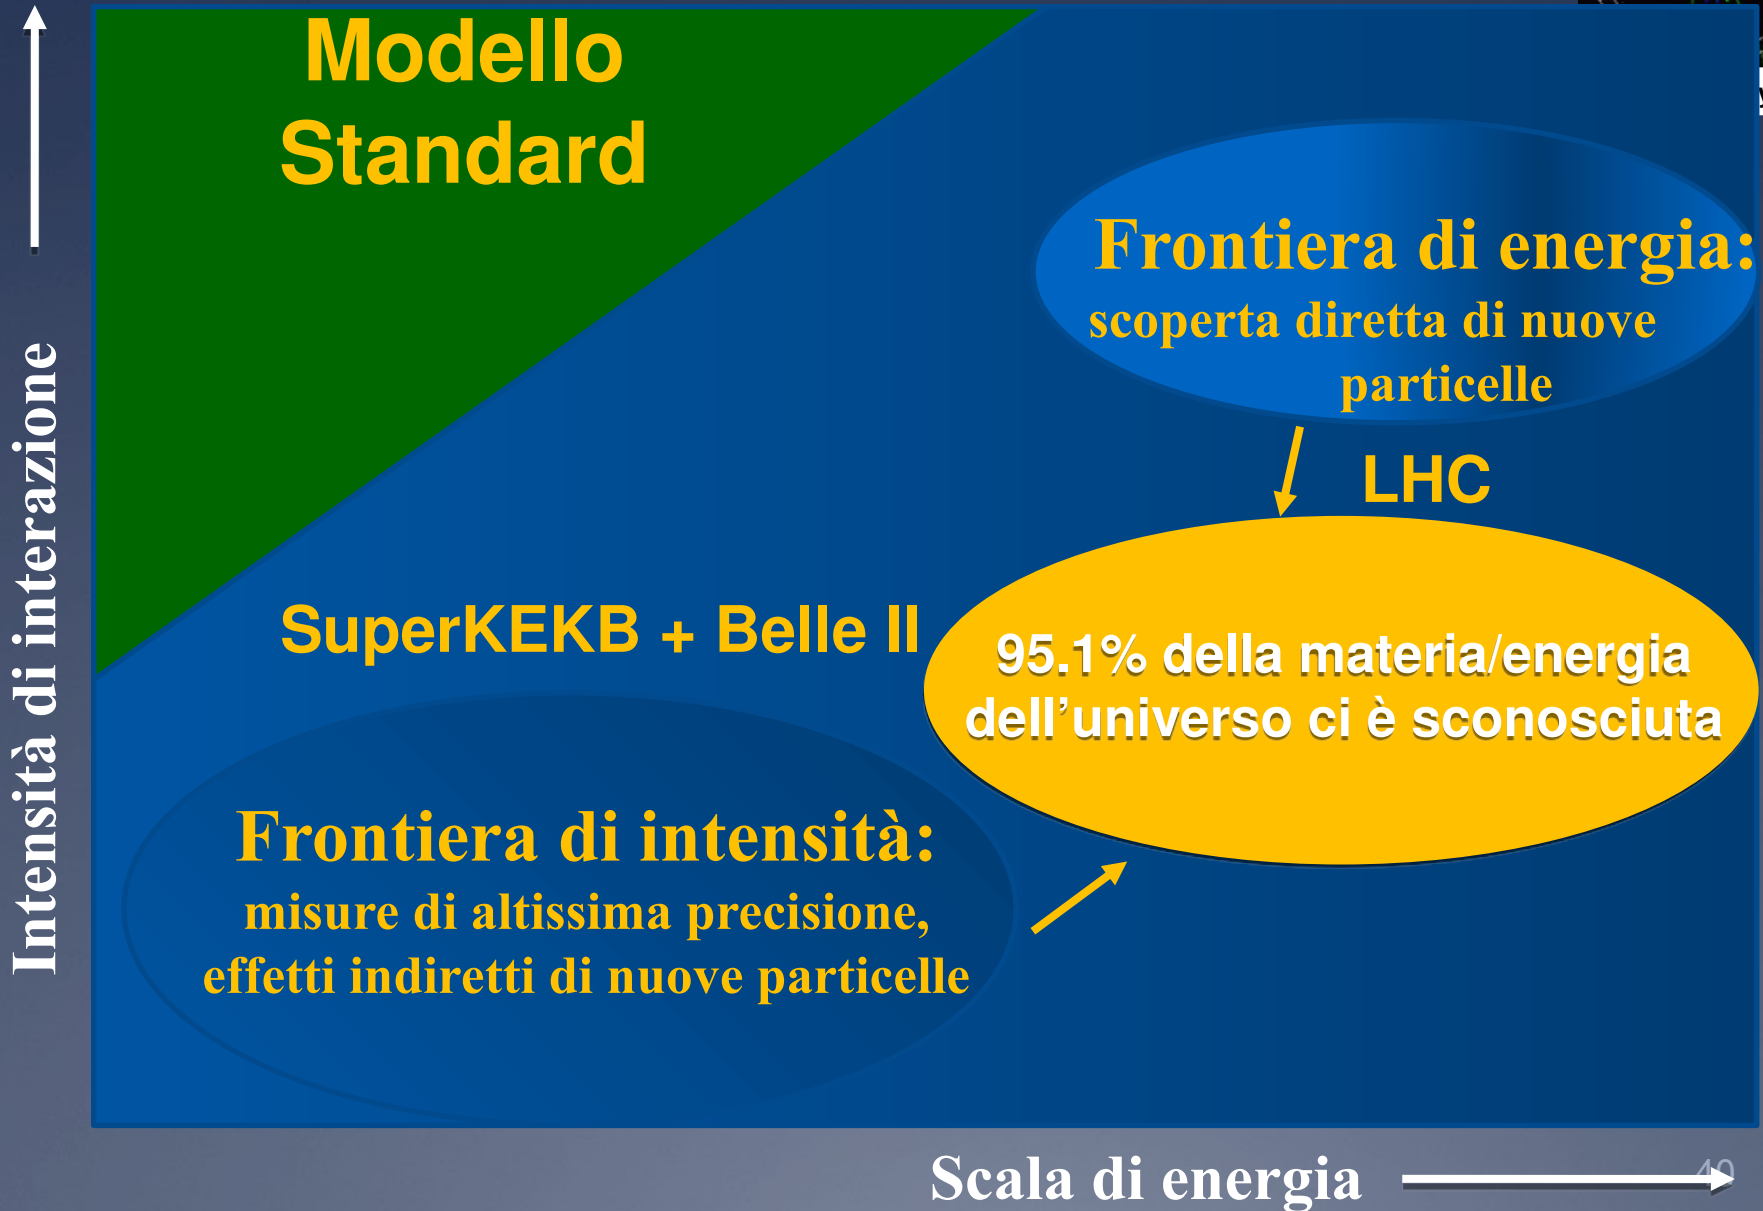 Modello
Standard
Frontiera di energia:
scoperta diretta di nuove
particelle
LHC
SuperKEKB + Belle II
95.1% della materia/energia
dell’universo ci è sconosciuta
Frontiera di intensità:
misure di altissima precisione,
effetti indiretti di nuove particelle
Intensità di interazione
Scala di energia
40